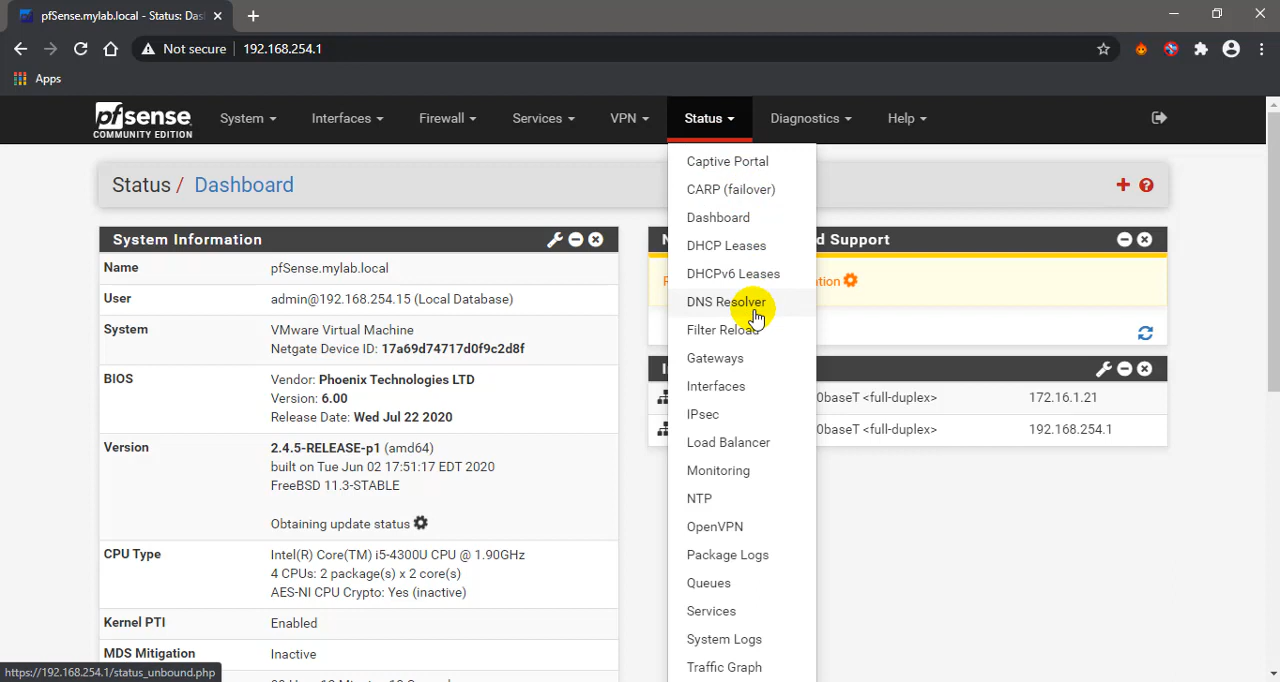 pfSense.mylab.local - Status: Das
Not secure
192.168.254.1
Apps
pfsense
COMMUNITY EDITION
System
Interfaces
Firewall
Services
VPN
Status
Diagnostics
Help
Status / Dashboard
Captive Portal
CARP (failover)
Dashboard
DHCP Leases
DHCPv6 Leases
DNS Resolver
Filter Reload
Gateways
Interfaces
IPsec
Load Balancer
Monitoring
NTP
OpenVPN
Package Logs
Queues
Services
System Logs
Traffic Graph
System Information
Name pfSense.mylab.local
User admin@192.168.254.15 (Local Database)
System VMware Virtual Machine
Netgate Device ID: 17a69d74717d0f9c2d8f
BIOS Vendor: Phoenix Technologies LTD
Version: 6.00
Release Date: Wed Jul 22 2020
Version 2.4.5-RELEASE-p1 (amd64)
built on Tue Jun 02 17:51:17 EDT 2020
FreeBSD 11.3-STABLE
Obtaining update status
CPU Type Intel(R) Core(TM) i5-4300U CPU @ 1.90GHz
4 CPUs: 2 package(s) x 2 core(s)
AES-NI CPU Crypto: Yes (inactive)
Kernel PTI Enabled
MDS Mitigation Inactive
d Support
tion
0baseT <full-duplex> 172.16.1.21
0baseT <full-duplex> 192.168.254.1
https://192.168.254.1/status_unbound.php